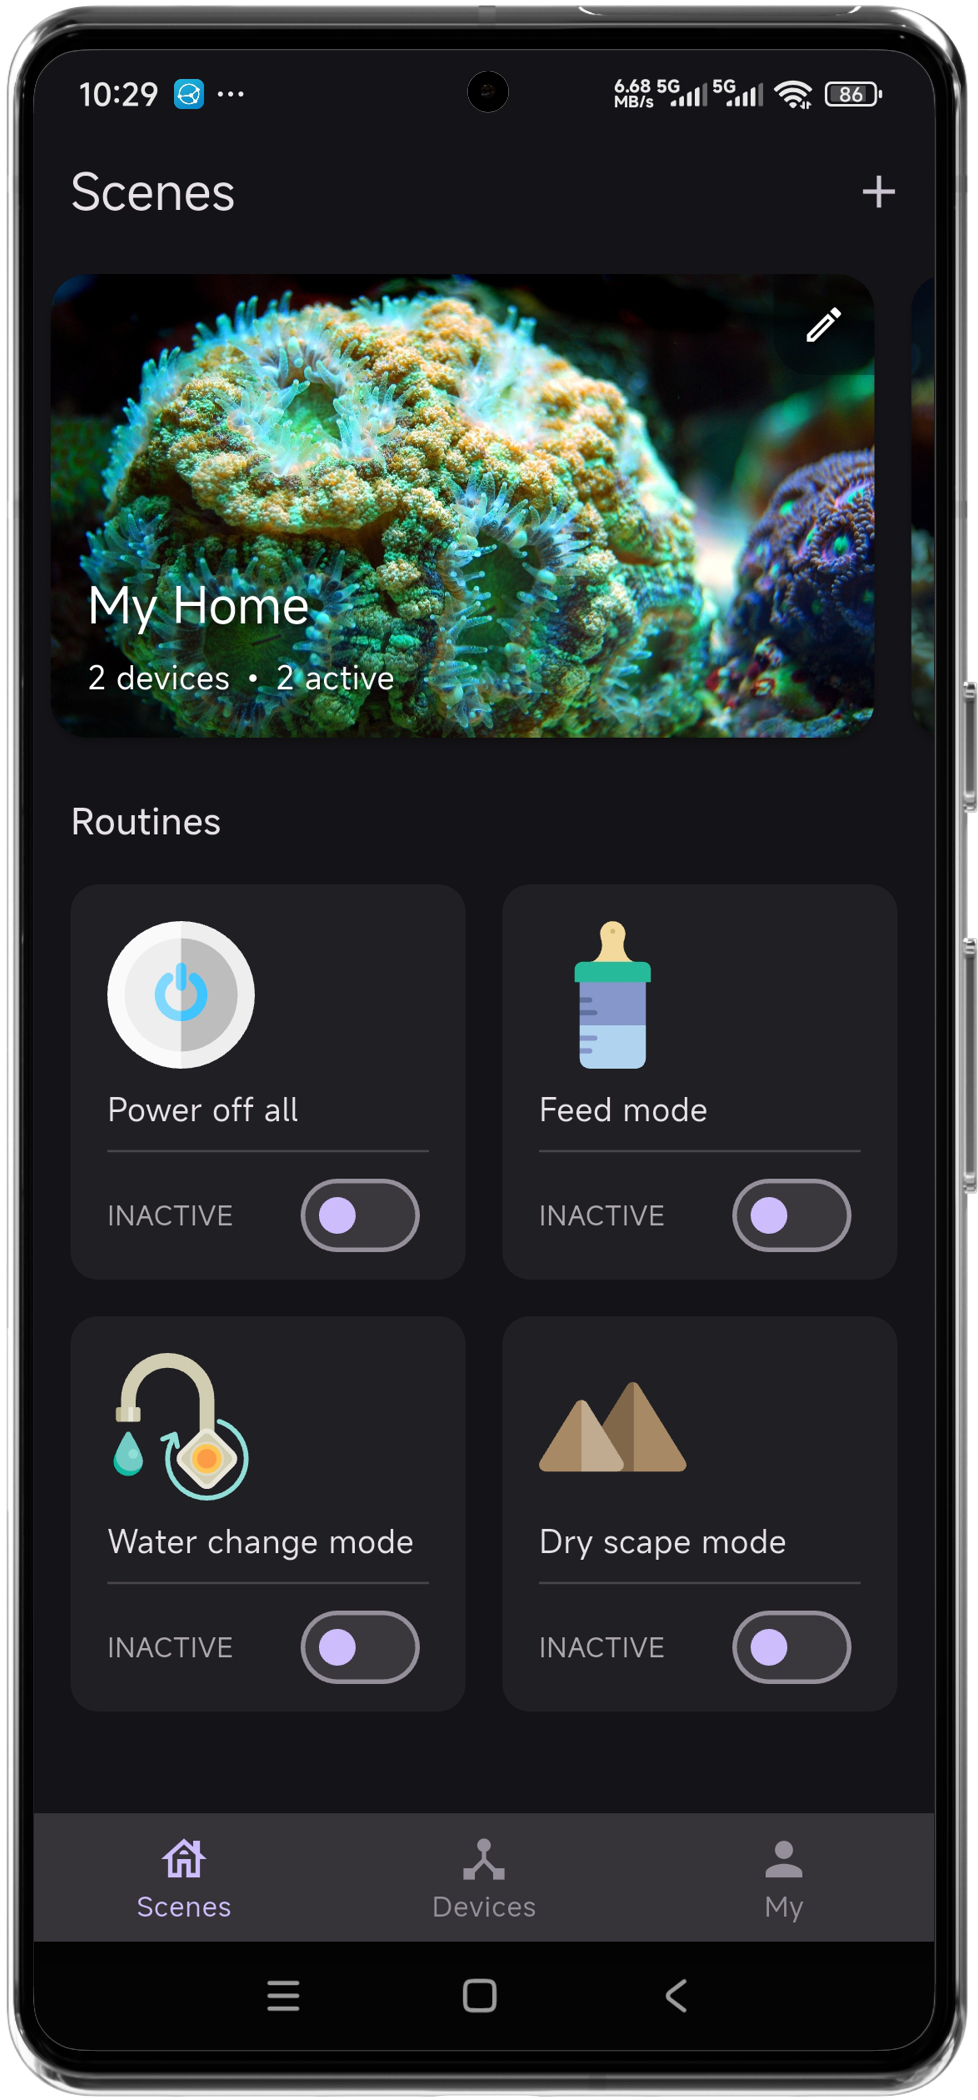 10:29 6.68 MB/s 5G 5G 86
Scenes
My Home
2 devices • 2 active
Routines
Power off all
Feed mode
INACTIVE
INACTIVE
Water change mode
Dry scape mode
INACTIVE
INACTIVE
Scenes
Devices
My